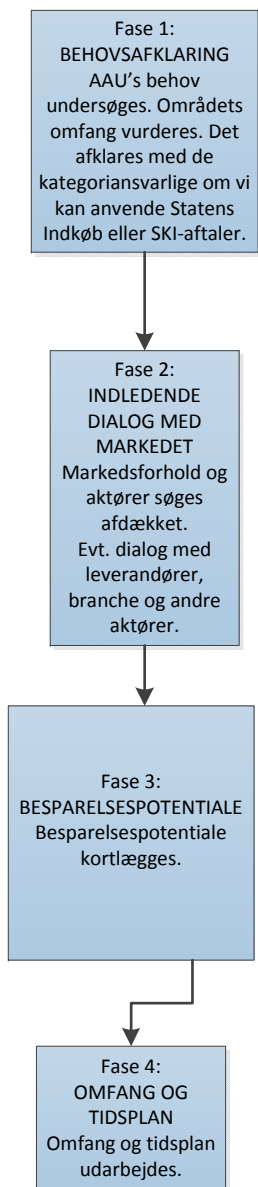 Fase 1:
BEHOVSAFKLARING
AAU's behov
undersøges. Områdets
omfang vurderes. Det
afklares med de
kategoriansvarlige om vi
kan anvende Statens
Indkøb eller SKI-aftaler.
Fase 2:
INDLEDENDE
DIALOG MED
MARKEDET
Markedsforhold og
aktører søges
afdækket.
Evt. dialog med
leverandører,
branche og andre
aktører.
Fase 3:
BESPARELSESPOTENTIALE
Besparelsespotentiale
kortlægges.
Fase 4:
OMFANG OG
TIDSPLAN
Omfang og tidsplan
udarbejdes.